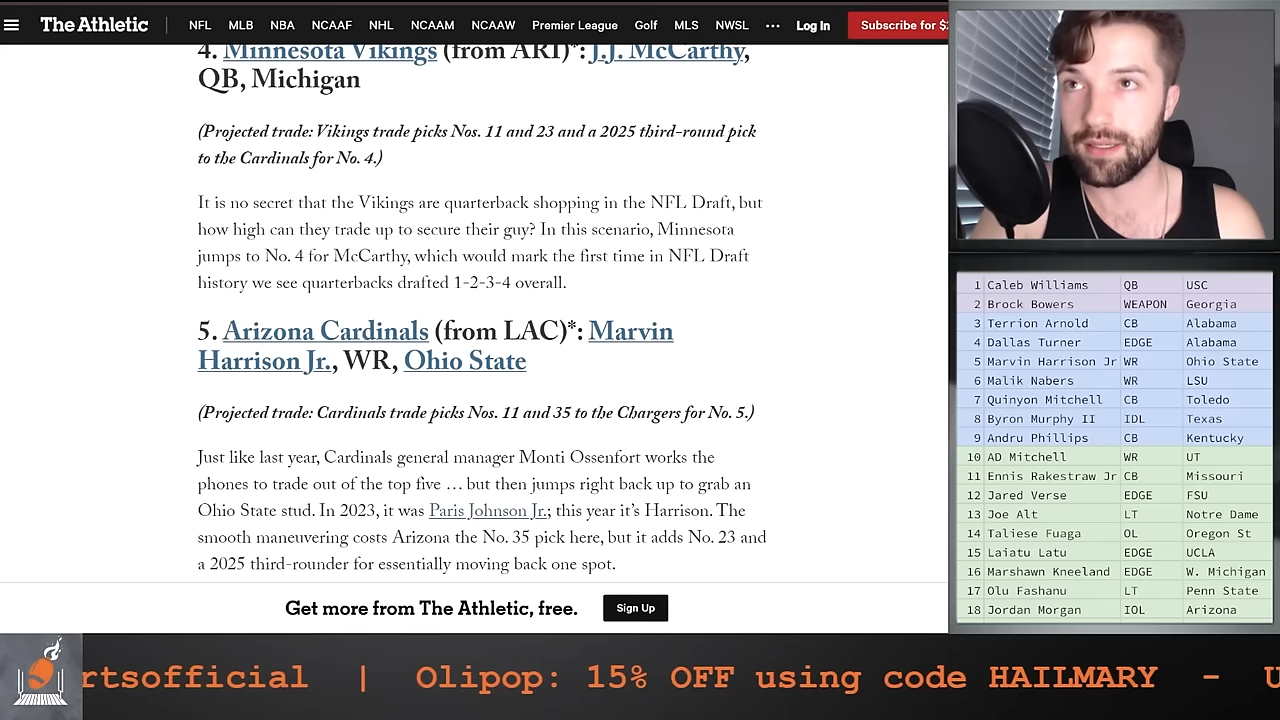 The Athletic
NFL MLB NBA NCAAF NHL NCAAM NCAAW Premier League Golf MLS NWSL ••• Log In Subscribe for $
4. Minnesota Vikings (from ARI)*: J.J. McCarthy,
QB, Michigan
(Projected trade: Vikings trade picks Nos. 11 and 23 and a 2025 third-round pick
to the Cardinals for No. 4.)
It is no secret that the Vikings are quarterback shopping in the NFL Draft, but
how high can they trade up to secure their guy? In this scenario, Minnesota
jumps to No. 4 for McCarthy, which would mark the first time in NFL Draft
history we see quarterbacks drafted 1-2-3-4 overall.
5. Arizona Cardinals (from LAC)*: Marvin
Harrison Jr., WR, Ohio State
(Projected trade: Cardinals trade picks Nos. 11 and 35 to the Chargers for No. 5.)
Just like last year, Cardinals general manager Monti Ossenfort works the
phones to trade out of the top five … but then jumps right back up to grab an
Ohio State stud. In 2023, it was Paris Johnson Jr.; this year it’s Harrison. The
smooth maneuvering costs Arizona the No. 35 pick here, but it adds No. 23 and
a 2025 third-rounder for essentially moving back one spot.
Get more from The Athletic, free. Sign Up
1 Caleb Williams QB USC
2 Brock Bowers WEAPON Georgia
3 Terrion Arnold CB Alabama
4 Dallas Turner EDGE Alabama
5 Marvin Harrison Jr WR Ohio State
6 Malik Nabers WR LSU
7 Quinyon Mitchell CB Toledo
8 Byron Murphy II IDL Texas
9 Andru Phillips CB Kentucky
10 AD Mitchell WR UT
11 Ennis Rakestraw Jr CB Missouri
12 Jared Verse EDGE FSU
13 Joe Alt LT Notre Dame
14 Taliese Fuaga OL Oregon St
15 Laiatu Latu EDGE UCLA
16 Marshawn Kneeland EDGE W. Michigan
17 Olu Fashanu LT Penn State
18 Jordan Morgan IOL Arizona
rtsofficial | Olipop: 15% OFF using code HAILMARY - U